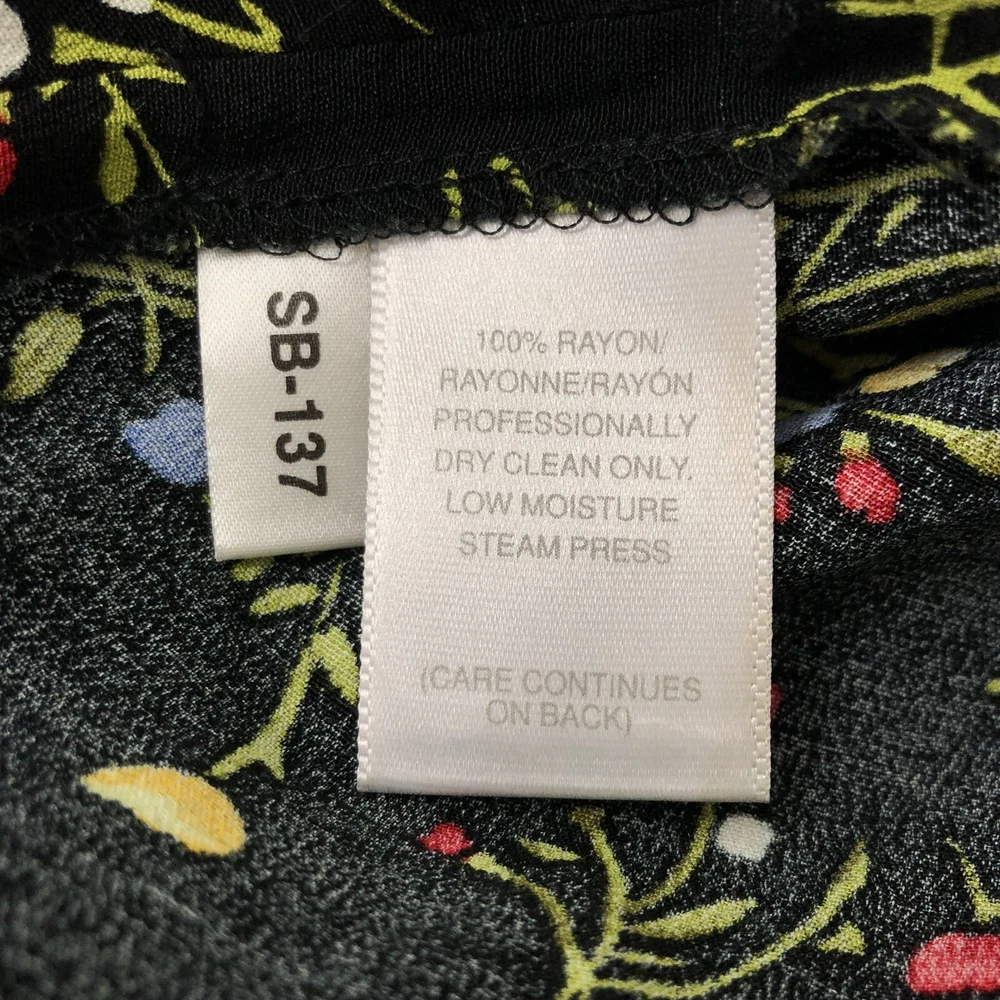 SB-137
100% RAYON/
RAYONNE/RAYÓN
PROFESSIONALLY
DRY CLEAN ONLY.
LOW MOISTURE
STEAM PRESS
(CARE CONTINUES
ON BACK)